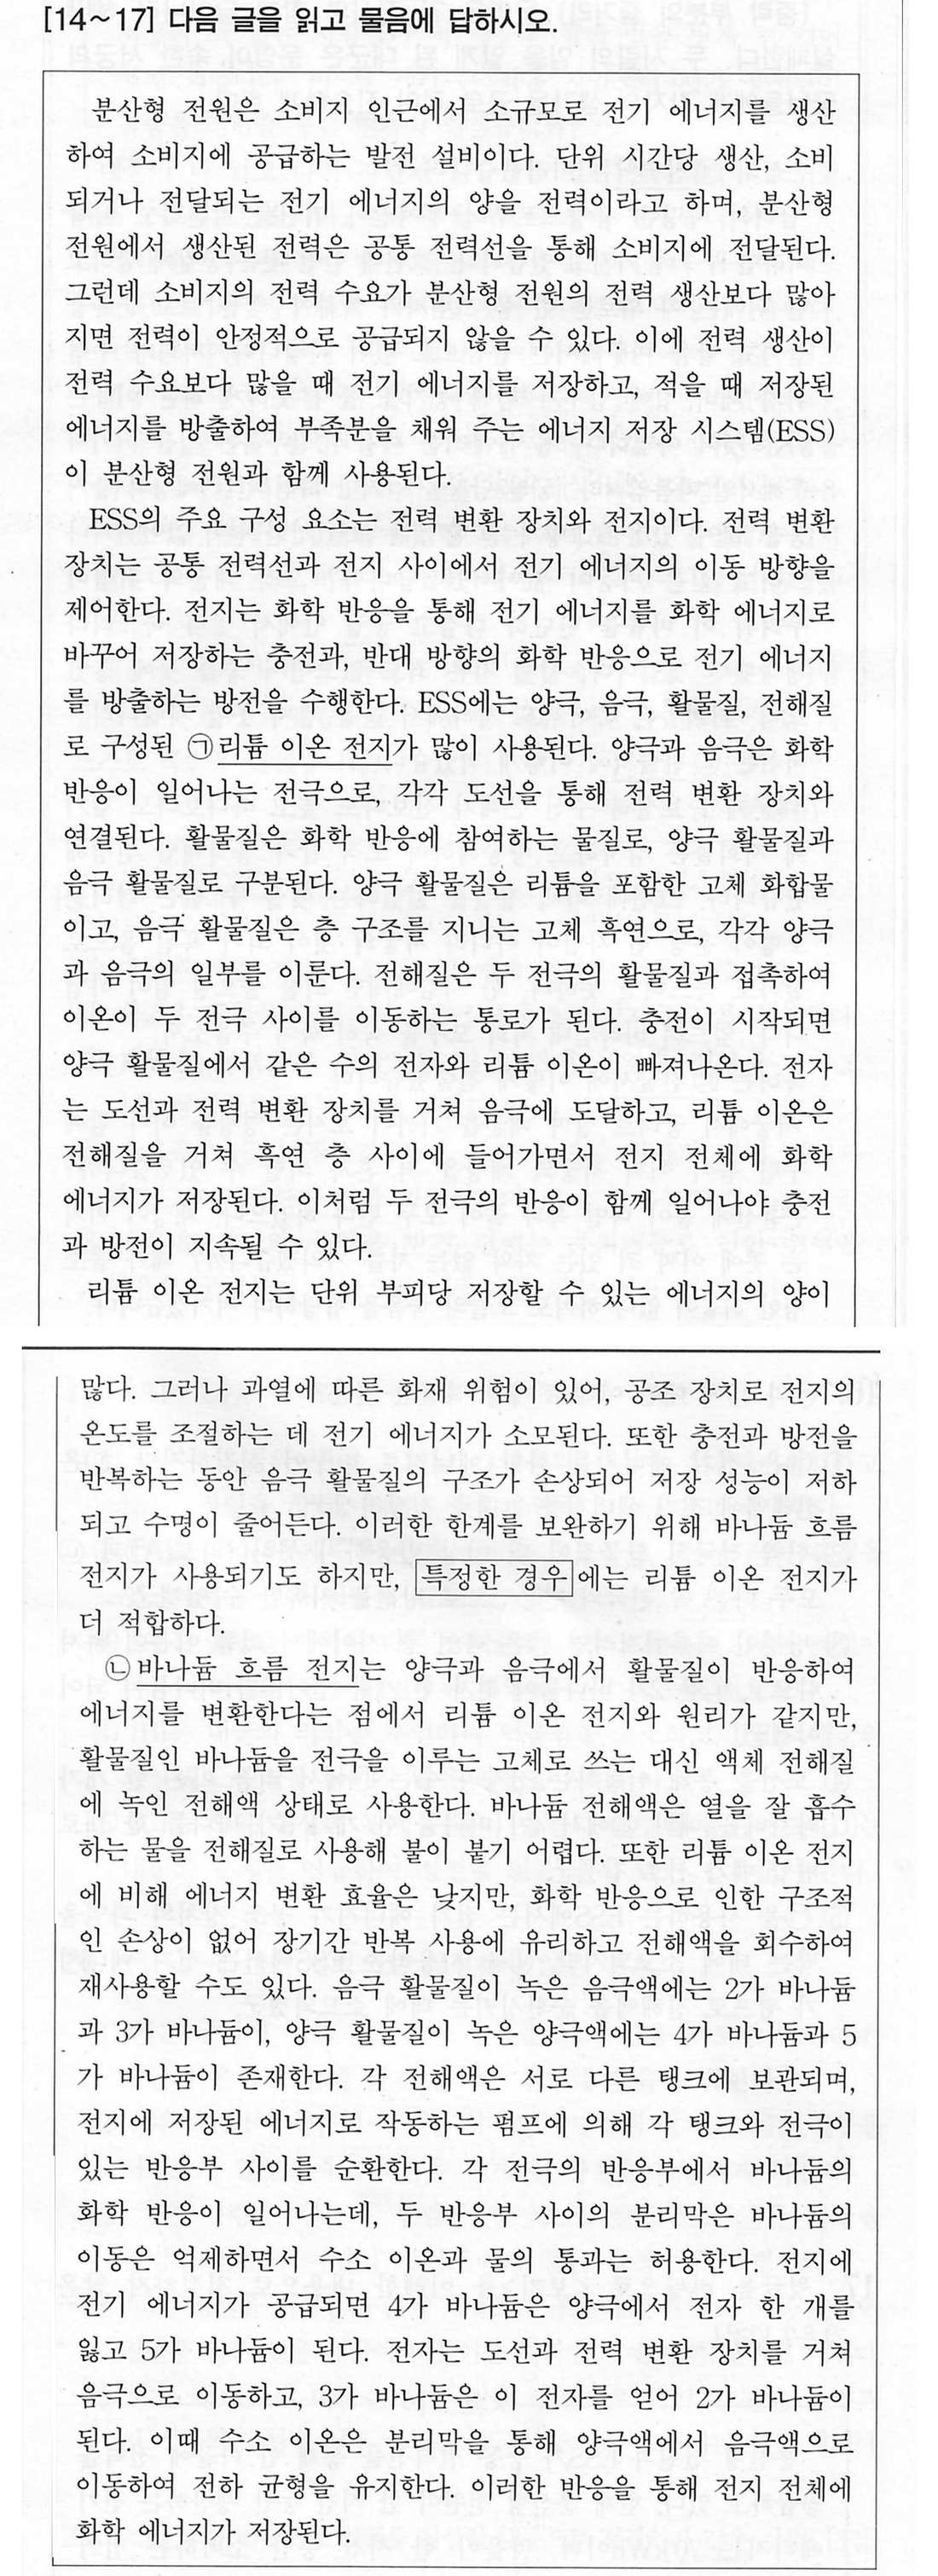 [14～17] 다음 글을 읽고 물음에 답하시오.
분산형 전원은 소비지 인근에서 소규모로 전기 에너지를 생산
하여 소비지에 공급하는 발전 설비이다. 단위 시간당 생산, 소비
되거나 전달되는 전기 에너지의 양을 전력이라고 하며, 분산형
전원에서 생산된 전력은 공통 전력선을 통해 소비지에 전달된다.
그런데 소비지의 전력 수요가 분산형 전원의 전력 생산보다 많아
지면 전력이 안정적으로 공급되지 않을 수 있다. 이에 전력 생산이
전력 수요보다 많을 때 전기 에너지를 저장하고, 적을 때 저장된
에너지를 방출하여 부족분을 채워 주는 에너지 저장 시스템(ESS)
이 분산형 전원과 함께 사용된다.
ESS의 주요 구성 요소는 전력 변환 장치와 전지이다. 전력 변환
장치는 공통 전력선과 전지 사이에서 전기 에너지의 이동 방향을
제어한다. 전지는 화학 반응을 통해 전기 에너지를 화학 에너지로
바꾸어 저장하는 충전과, 반대 방향의 화학 반응으로 전기 에너지
를 방출하는 방전을 수행한다. ESS에는 양극, 음극, 활물질, 전해질
로 구성된 ㉠리튬 이온 전지가 많이 사용된다. 양극과 음극은 화학
반응이 일어나는 전극으로, 각각 도선을 통해 전력 변환 장치와
연결된다. 활물질은 화학 반응에 참여하는 물질로, 양극 활물질과
음극 활물질로 구분된다. 양극 활물질은 리튬을 포함한 고체 화합물
이고, 음극 활물질은 층 구조를 지니는 고체 흑연으로, 각각 양극
과 음극의 일부를 이룬다. 전해질은 두 전극의 활물질과 접촉하여
이온이 두 전극 사이를 이동하는 통로가 된다. 충전이 시작되면
양극 활물질에서 같은 수의 전자와 리튬 이온이 빠져나온다. 전자
는 도선과 전력 변환 장치를 거쳐 음극에 도달하고, 리튬 이온은
전해질을 거쳐 흑연 층 사이에 들어가면서 전지 전체에 화학
에너지가 저장된다. 이처럼 두 전극의 반응이 함께 일어나야 충전
과 방전이 지속될 수 있다.
리튬 이온 전지는 단위 부피당 저장할 수 있는 에너지의 양이
많다. 그러나 과열에 따른 화재 위험이 있어, 공조 장치로 전지의
온도를 조절하는 데 전기 에너지가 소모된다. 또한 충전과 방전을
반복하는 동안 음극 활물질의 구조가 손상되어 저장 성능이 저하
되고 수명이 줄어든다. 이러한 한계를 보완하기 위해 바나듐 흐름
전지가 사용되기도 하지만, 특정한 경우에는 리튬 이온 전지가
더 적합하다.
㉡바나듐 흐름 전지는 양극과 음극에서 활물질이 반응하여
에너지를 변환한다는 점에서 리튬 이온 전지와 원리가 같지만,
활물질인 바나듐을 전극을 이루는 고체로 쓰는 대신 액체 전해질
에 녹인 전해액 상태로 사용한다. 바나듐 전해액은 열을 잘 흡수
하는 물을 전해질로 사용해 불이 붙기 어렵다. 또한 리튬 이온 전지
에 비해 에너지 변환 효율은 낮지만, 화학 반응으로 인한 구조적
인 손상이 없어 장기간 반복 사용에 유리하고 전해액을 회수하여
재사용할 수도 있다. 음극 활물질이 녹은 음극액에는 2가 바나듐
과 3가 바나듐이, 양극 활물질이 녹은 양극액에는 4가 바나듐과 5
가 바나듐이 존재한다. 각 전해액은 서로 다른 탱크에 보관되며,
전지에 저장된 에너지로 작동하는 펌프에 의해 각 탱크와 전극이
있는 반응부 사이를 순환한다. 각 전극의 반응부에서 바나듐의
화학 반응이 일어나는데, 두 반응부 사이의 분리막은 바나듐의
이동은 억제하면서 수소 이온과 물의 통과는 허용한다. 전지에
전기 에너지가 공급되면 4가 바나듐은 양극에서 전자 한 개를
잃고 5가 바나듐이 된다. 전자는 도선과 전력 변환 장치를 거쳐
음극으로 이동하고, 3가 바나듐은 이 전자를 얻어 2가 바나듐이
된다. 이때 수소 이온은 분리막을 통해 양극액에서 음극액으로
이동하여 전하 균형을 유지한다. 이러한 반응을 통해 전지 전체에
화학 에너지가 저장된다.